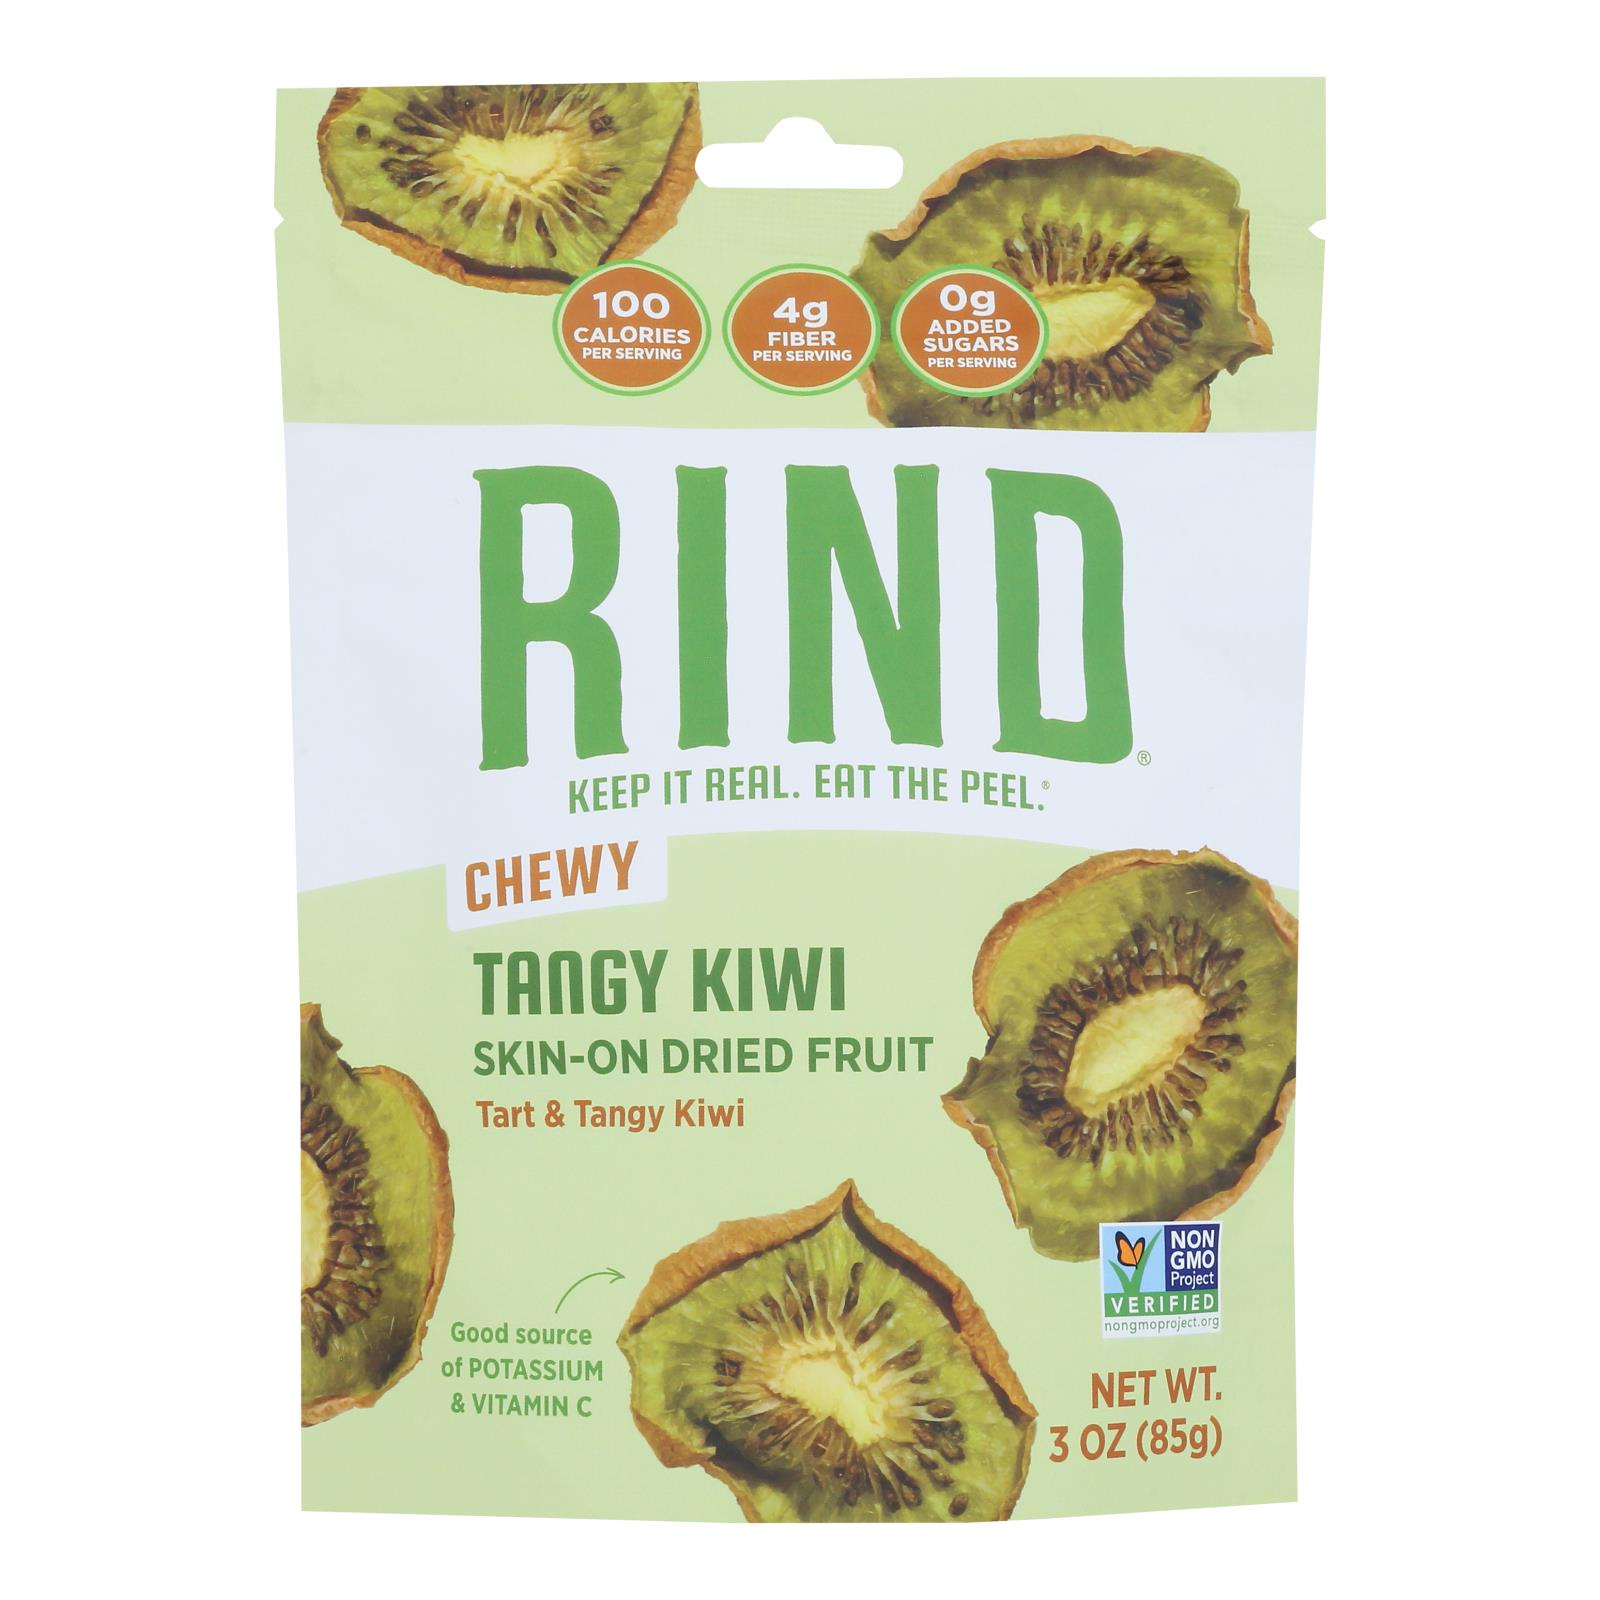 100
CALORIES
PER SERVING
4g
FIBER
PER SERVING
0g
ADDED
SUGARS
PER SERVING
RIND®
KEEP IT REAL. EAT THE PEEL.®
CHEWY
TANGY KIWI
SKIN-ON DRIED FRUIT
Tart & Tangy Kiwi
Good source
of POTASSIUM
& VITAMIN C
NON
GMO
Project
VERIFIED
nongmoproject.org
NET WT.
3 OZ (85g)